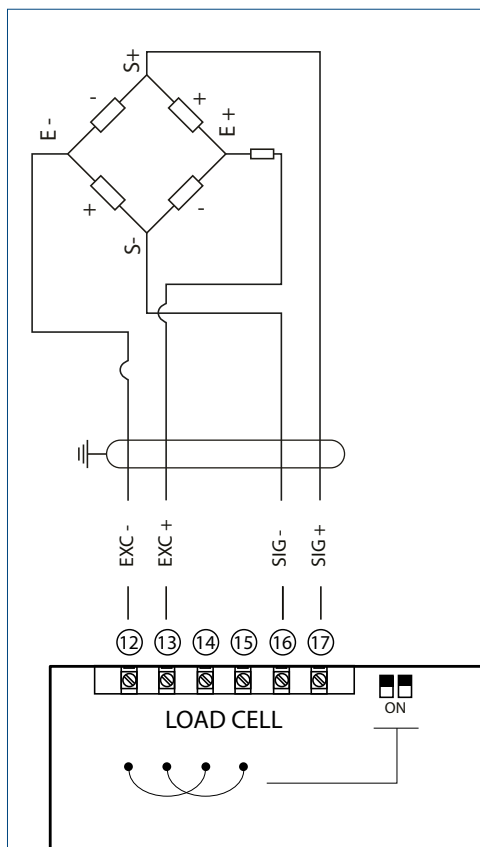 S+
-
+
E -
E +
+
-
S-
EXC -
EXC +
SIG -
SIG +
12 13 14 15 16 17
ON
LOAD CELL